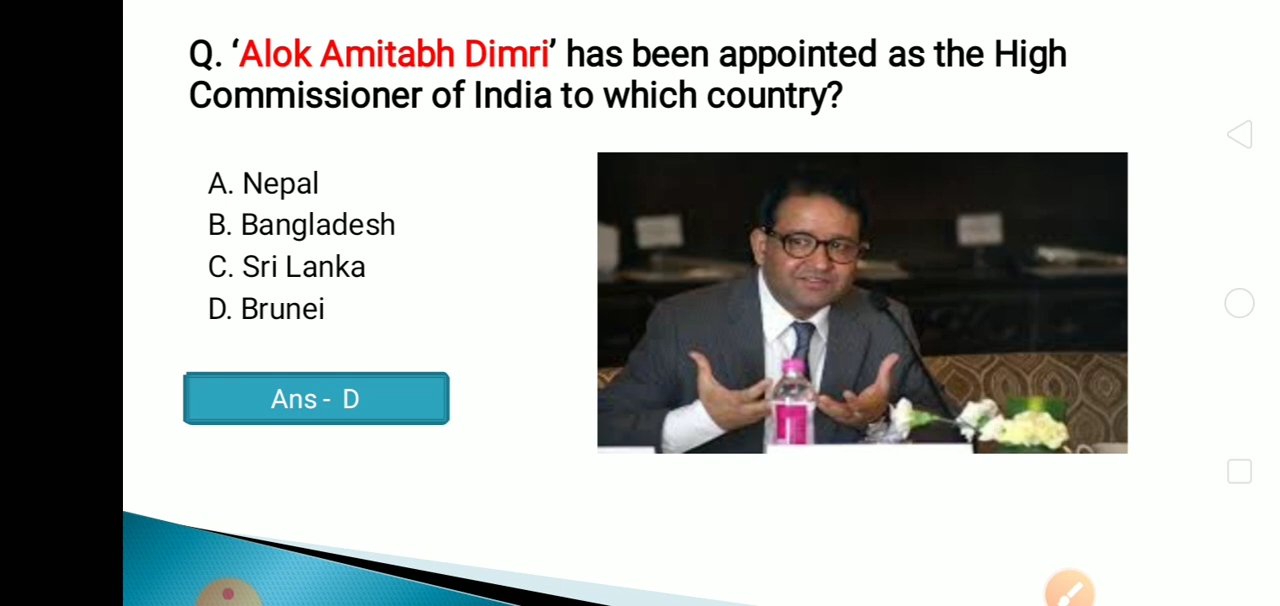 Q. ‘Alok Amitabh Dimri’ has been appointed as the High
Commissioner of India to which country?
A. Nepal
B. Bangladesh
C. Sri Lanka
D. Brunei
Ans - D